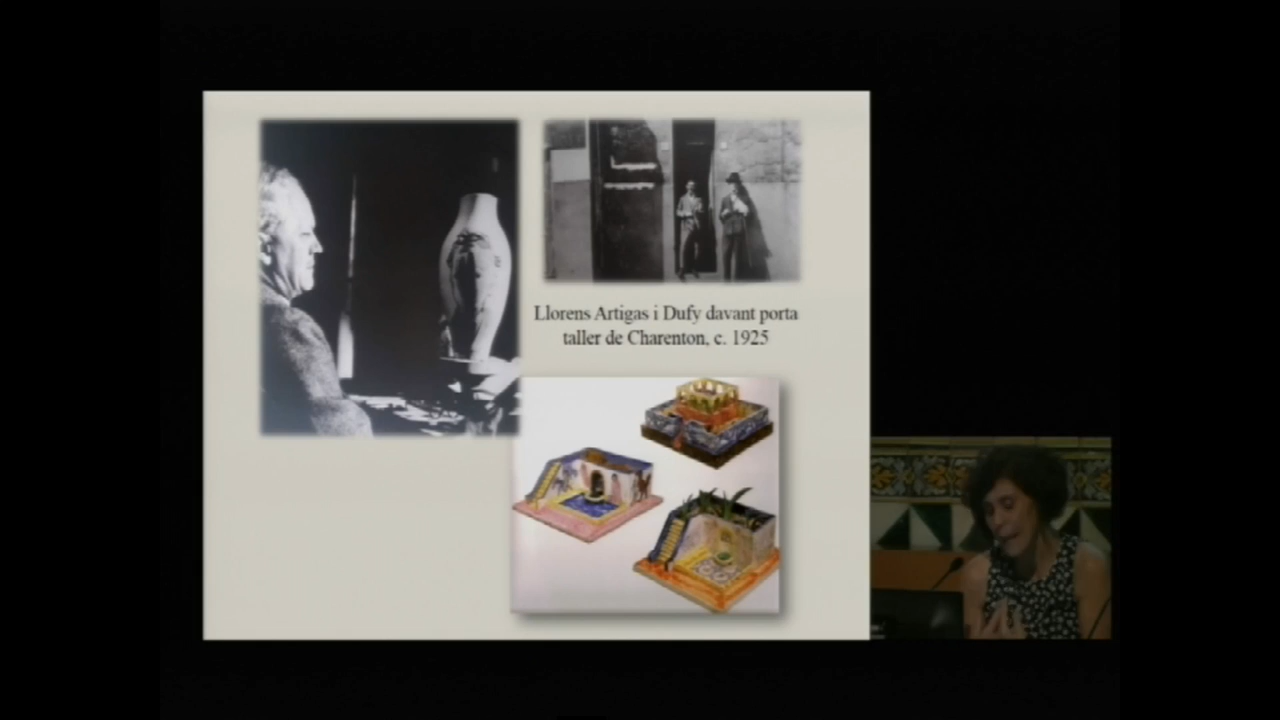 Llorens Artigas i Dufy davant porta
taller de Charenton, c. 1925